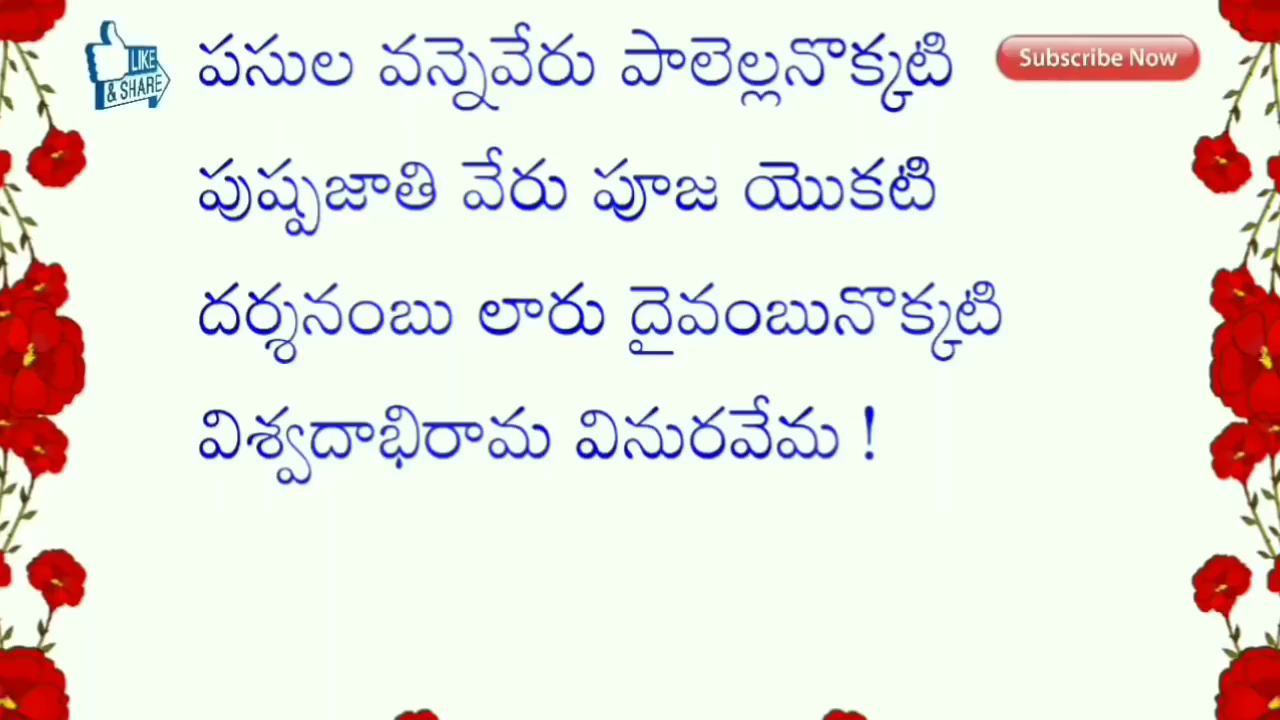 LIKE
& SHARE
పసుల వన్నెవేరు పాలెల్లనొక్కటి
Subscribe Now
పుష్పజాతి వేరు పూజ యొకటి
దర్శనంబు లారు దైవంబునొక్కటి
విశ్వదాభిరామ వినురవేమ !